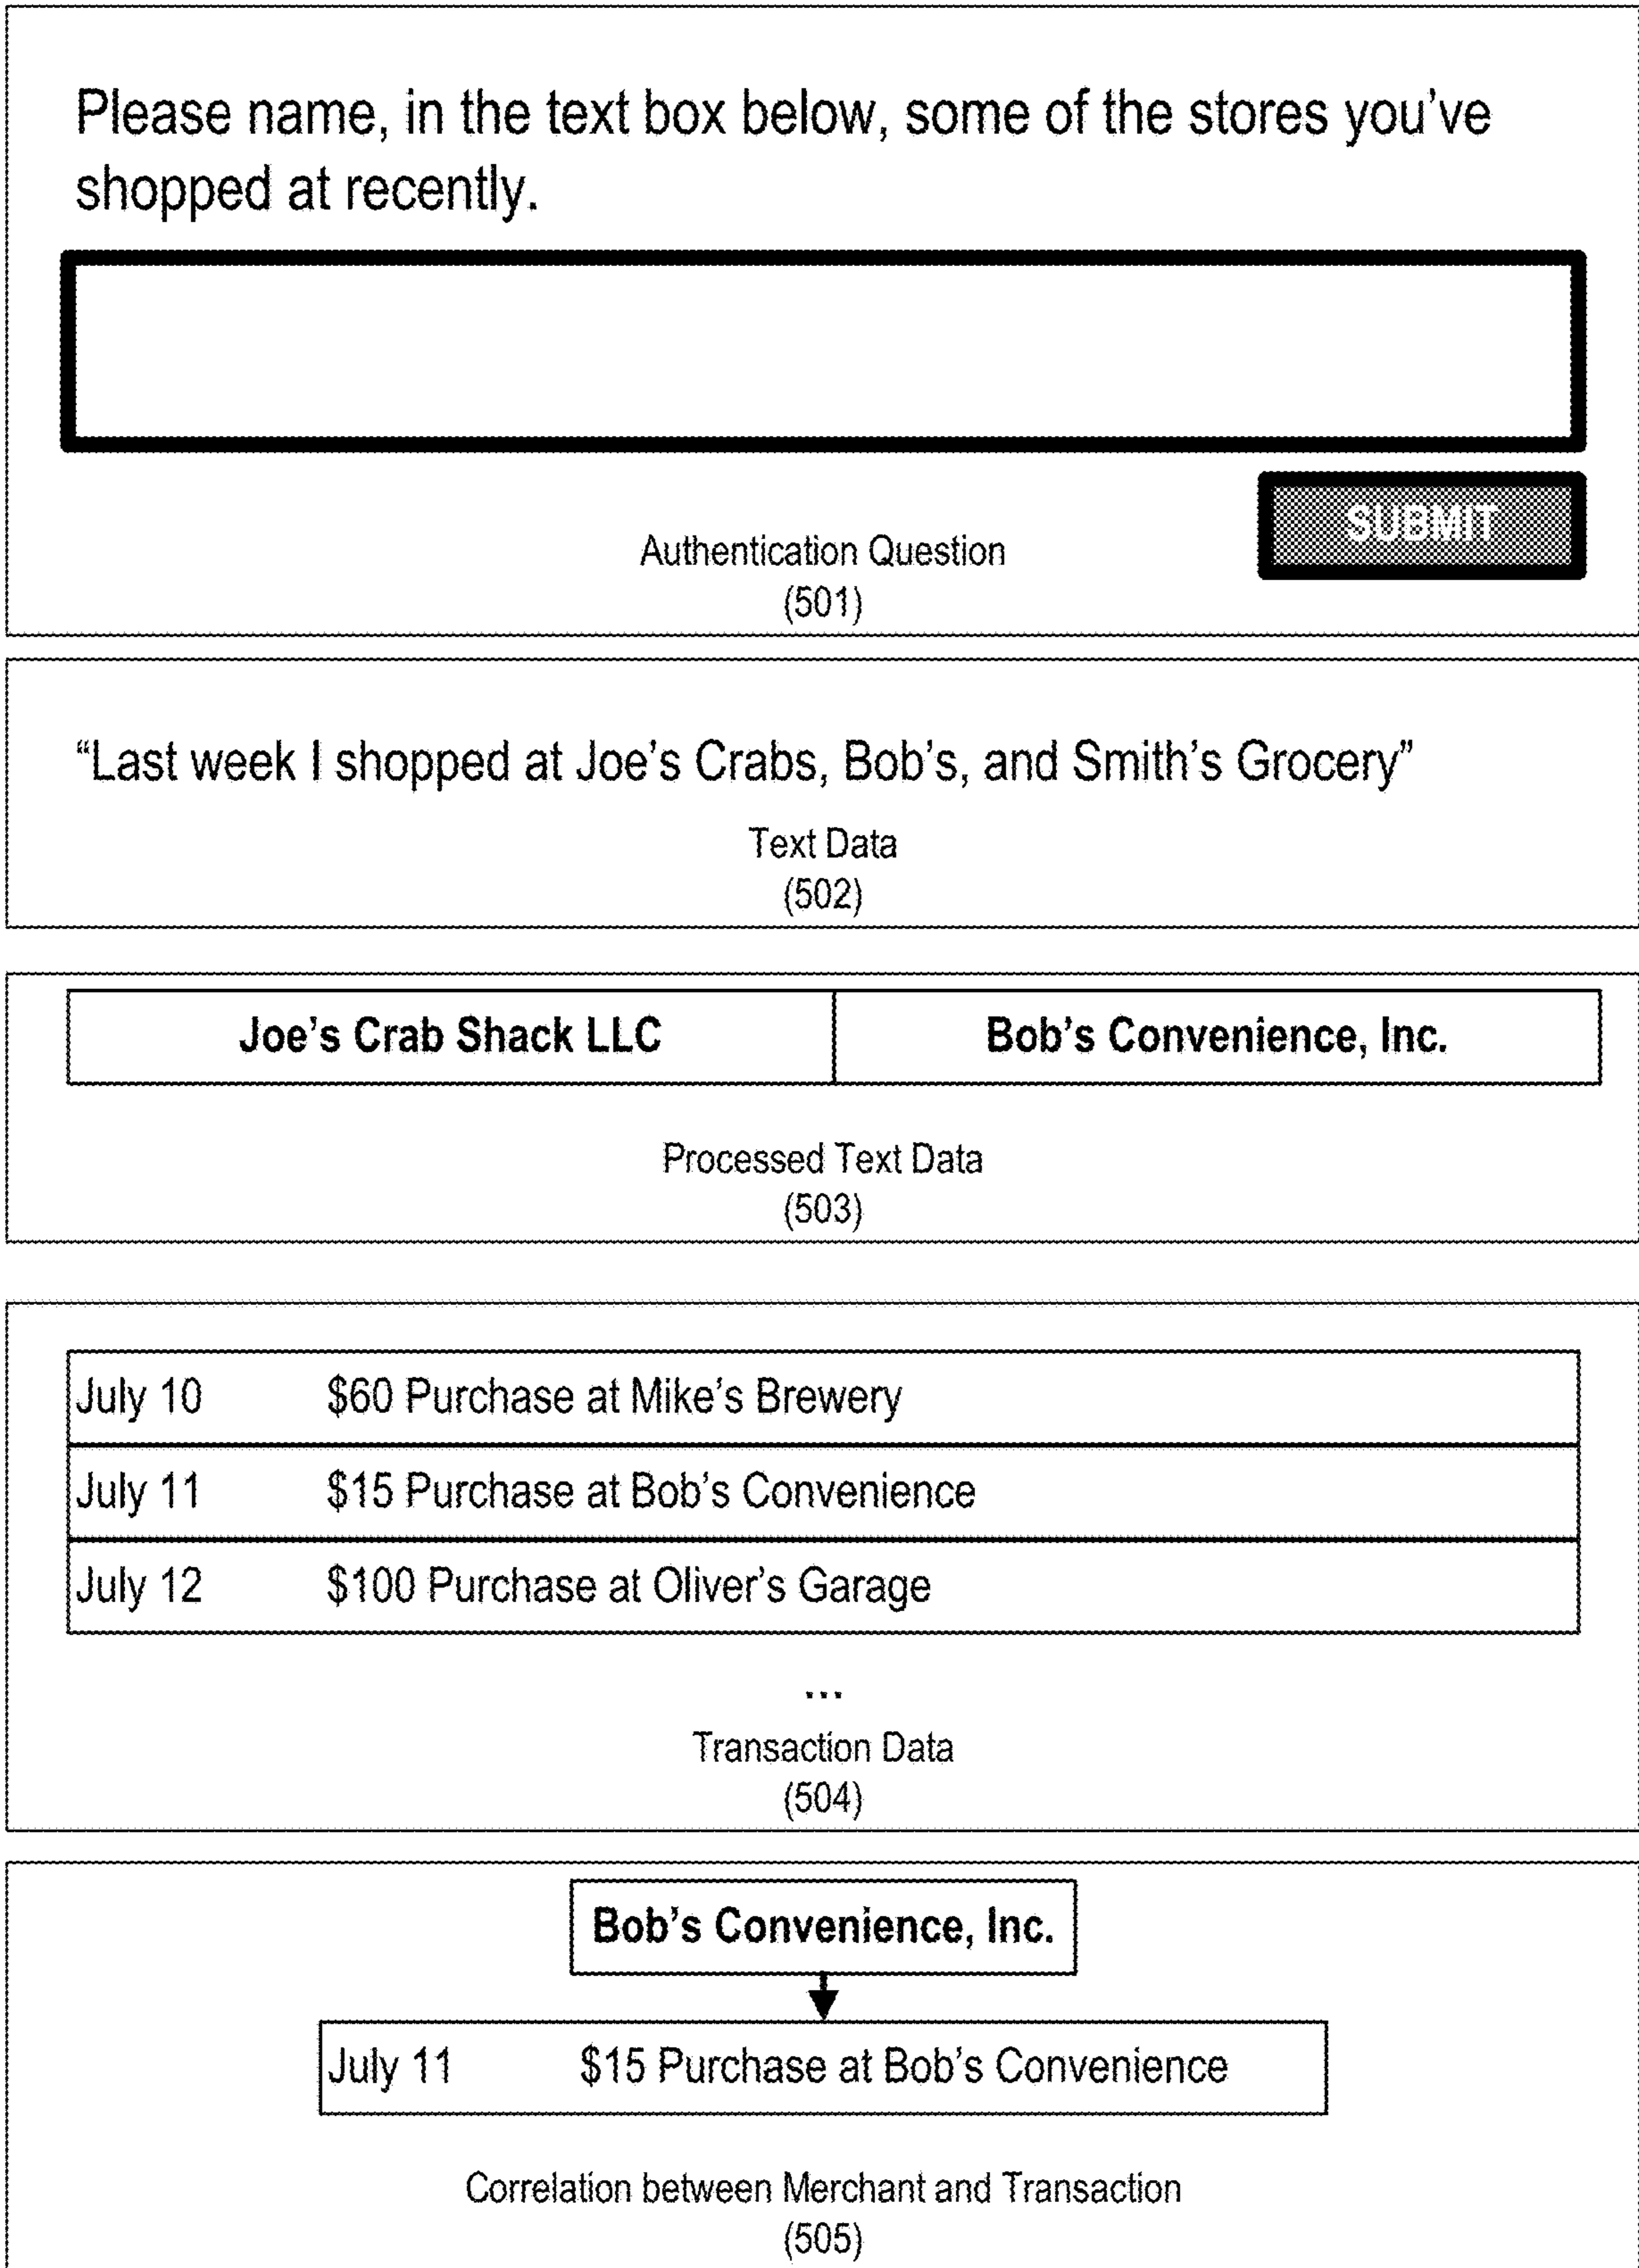 Please name, in the text box below, some of the stores you’ve
shopped at recently.
SUBMIT
Authentication Question
(501)
“Last week I shopped at Joe’s Crabs, Bob’s, and Smith’s Grocery”
Text Data
(502)
Joe’s Crab Shack LLC Bob’s Convenience, Inc.
Processed Text Data
(503)
July 10 $60 Purchase at Mike’s Brewery
July 11 $15 Purchase at Bob’s Convenience
July 12 $100 Purchase at Oliver’s Garage
...
Transaction Data
(504)
Bob’s Convenience, Inc.
July 11 $15 Purchase at Bob’s Convenience
Correlation between Merchant and Transaction
(505)